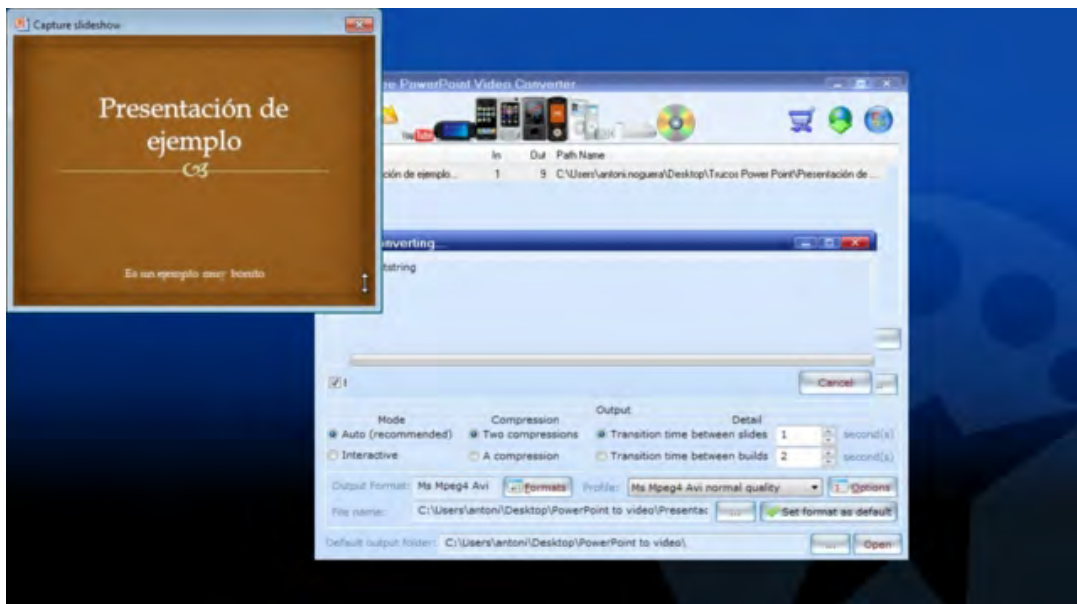 Capture slideshow
Presentación de
ejemplo
Es un ejemplo muy bonito
PowerPoint Video Converter
You Tube
In Out Path Name
ción de ejemplo... 1 9 C:\Users\antoni.noguera\Desktop\Trucos Power Point\Presentación de ...
nverting...
tstring
Cancel
Output
Mode Compression Detail
Auto (recommended) Two compressions Transition time between slides 1 second(s)
Interactive A compression Transition time between builds 2 second(s)
Output Format: Ms Mpeg4 Avi Formats Profile: Ms Mpeg4 Avi normal quality Options
File name: C:\Users\antoni\Desktop\PowerPoint to video\Presentac ... Set format as default
Default output folder: C:\Users\antoni\Desktop\PowerPoint to video\ ... Open